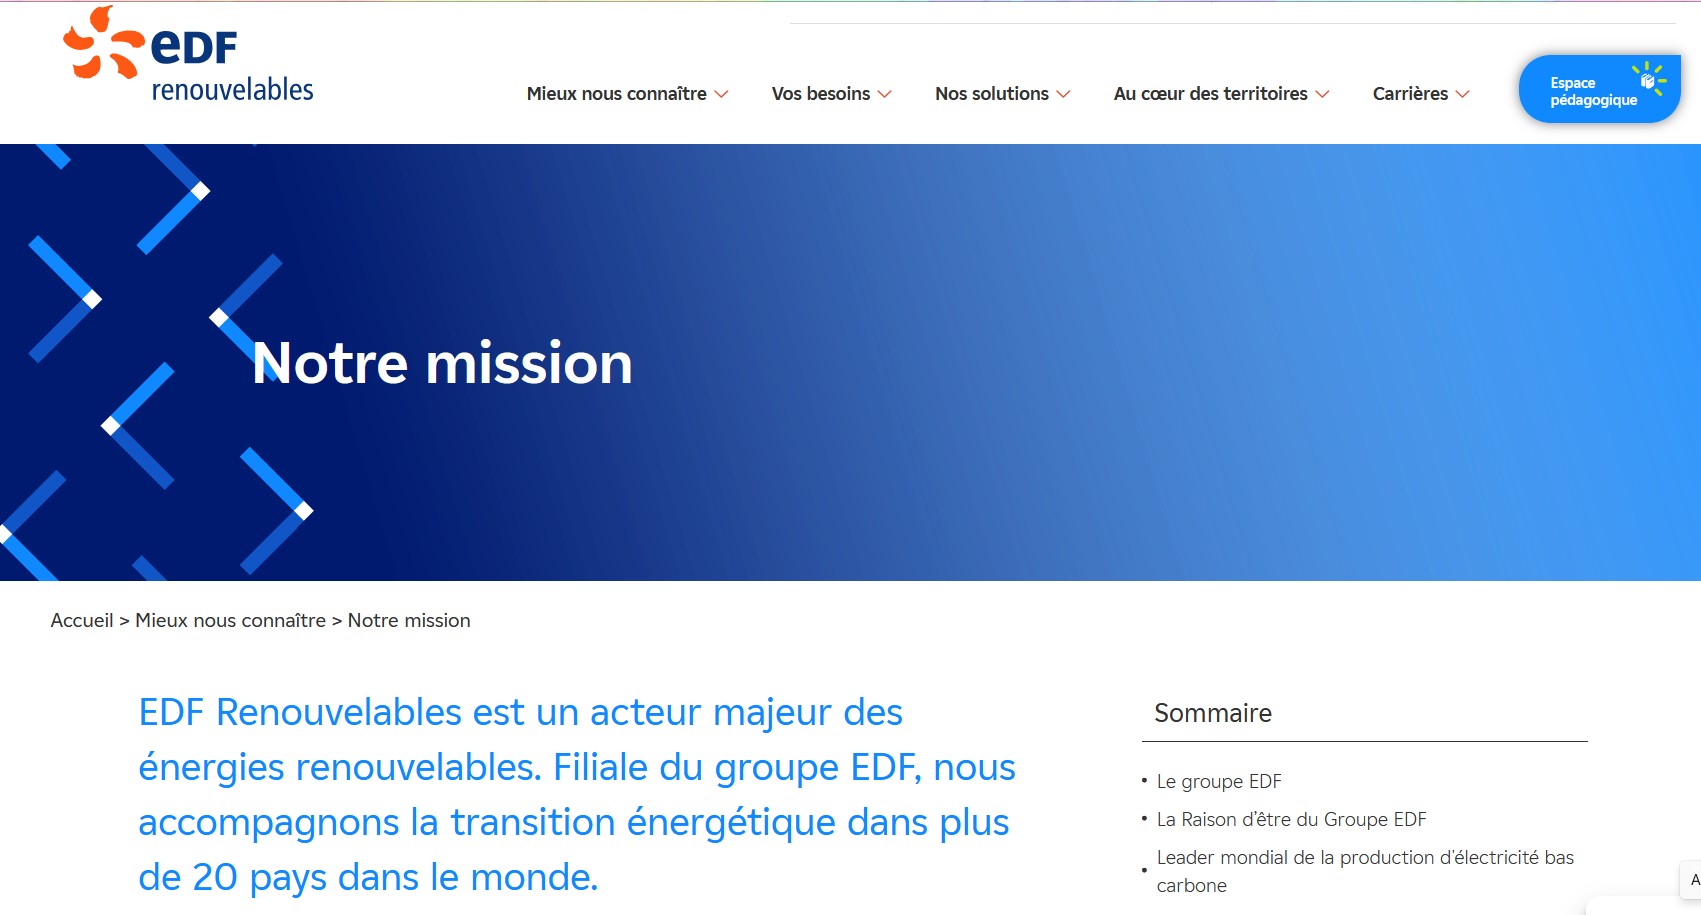 eDF
renouvelables
Mieux nous connaître
Vos besoins
Nos solutions
Au cœur des territoires
Carrières
Espace
pédagogique
Notre mission
Accueil > Mieux nous connaître > Notre mission
EDF Renouvelables est un acteur majeur des
énergies renouvelables. Filiale du groupe EDF, nous
accompagnons la transition énergétique dans plus
de 20 pays dans le monde.
Sommaire
• Le groupe EDF
• La Raison d'être du Groupe EDF
• Leader mondial de la production d'électricité bas
carbone
A